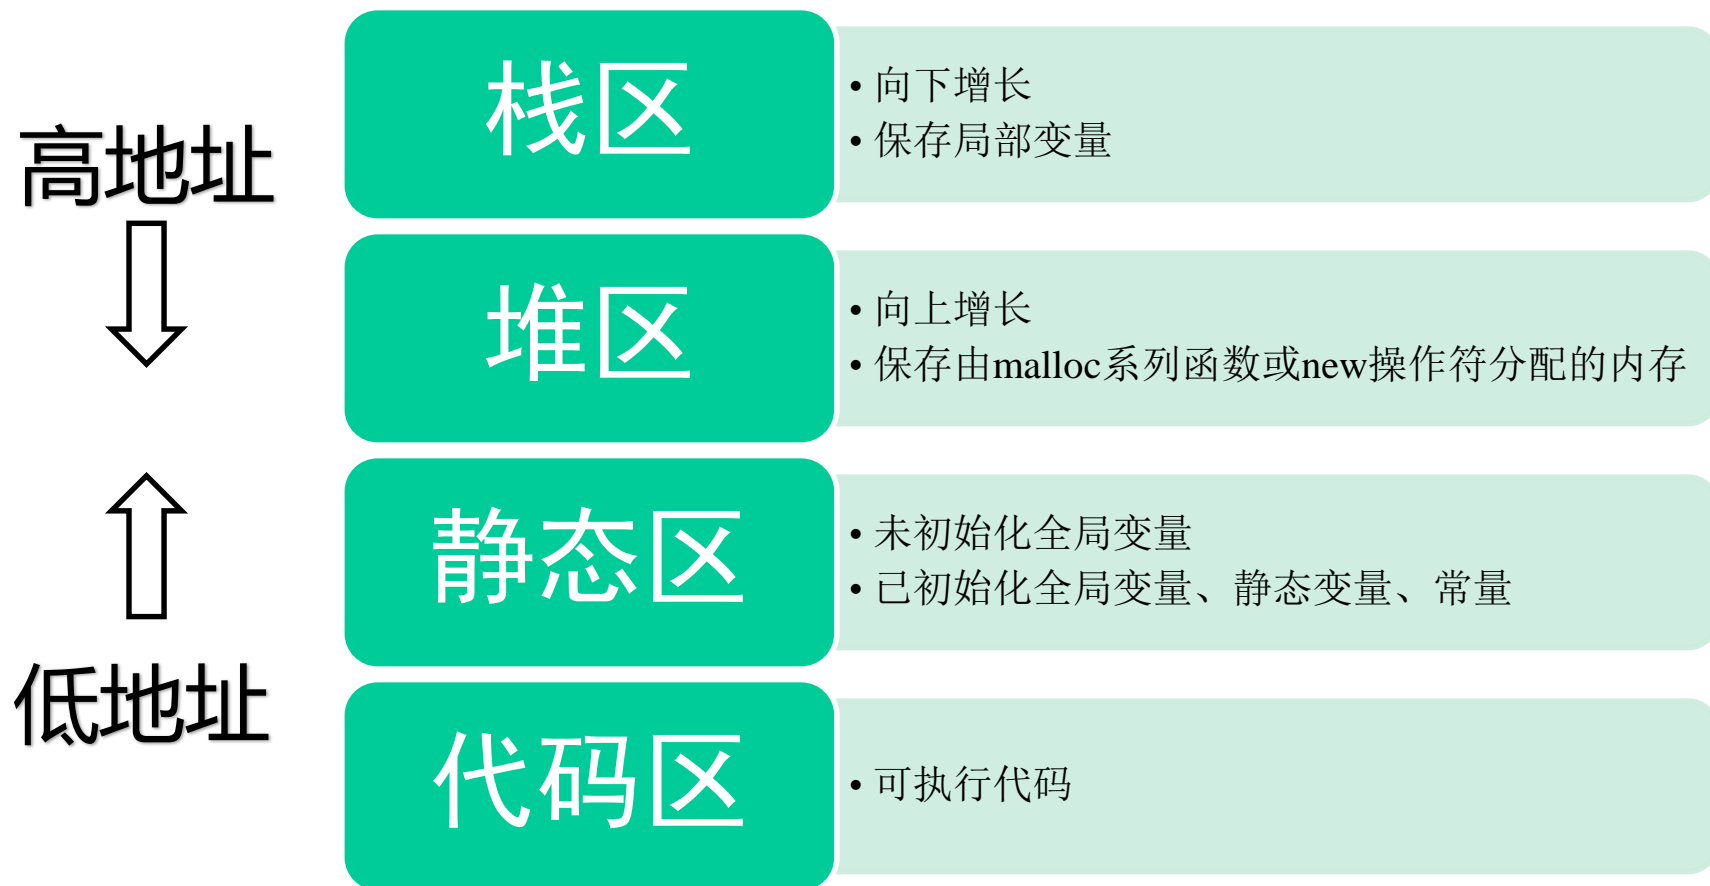 高地址
低地址
栈区
• 向下增长
• 保存局部变量
堆区
• 向上增长
• 保存由malloc系列函数或new操作符分配的内存
静态区
• 未初始化全局变量
• 已初始化全局变量、静态变量、常量
代码区
• 可执行代码